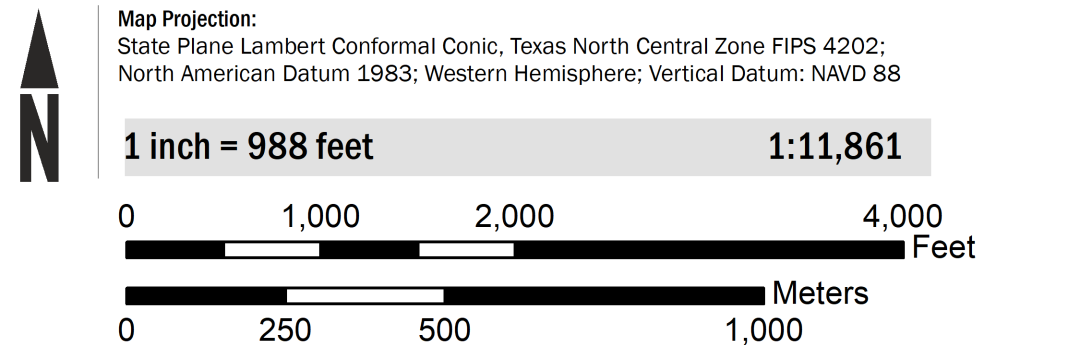 N
Map Projection:
State Plane Lambert Conformal Conic, Texas North Central Zone FIPS 4202;
North American Datum 1983; Western Hemisphere; Vertical Datum: NAVD 88
1 inch = 988 feet 1:11,861
0 1,000 2,000 4,000
Feet
Meters
0 250 500 1,000